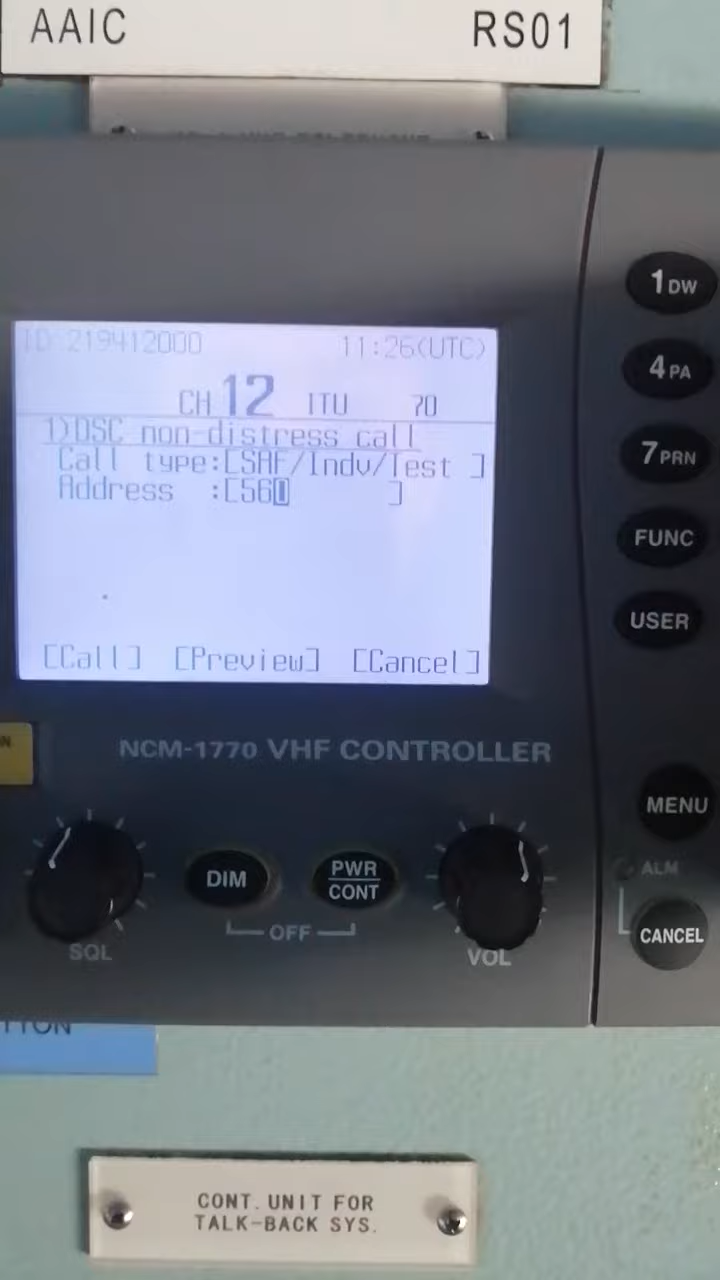 AAIC RS01
1DW
ID:219412000 11:26(UTC)
CH 12 ITU 70
4PA
1)DSC non-distress call
Call type:[SAF/Indv/Test ]
7PRN
Address :[560 ]
FUNC
USER
[Call] [Preview] [Cancel]
NCM-1770 VHF CONTROLLER
MENU
DIM
PWR
CONT
ALM
OFF
CANCEL
SQL
VOL
CONT. UNIT FOR
TALK-BACK SYS.